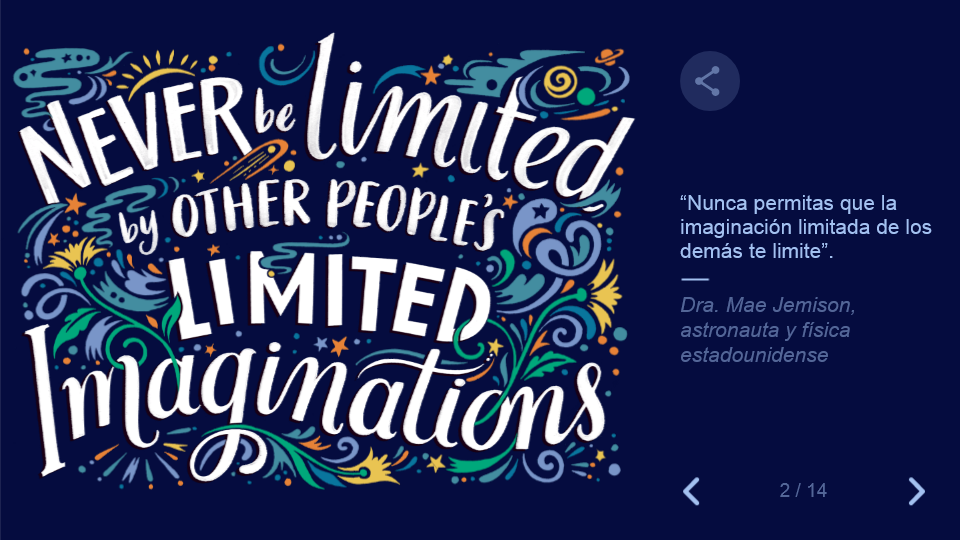 NEVER be limited
by OTHER PEOPLE'S
LIMITED
Imaginations
“Nunca permitas que la
imaginación limitada de los
demás te limite”.
Dra. Mae Jemison,
astronauta y física
estadounidense
2 / 14